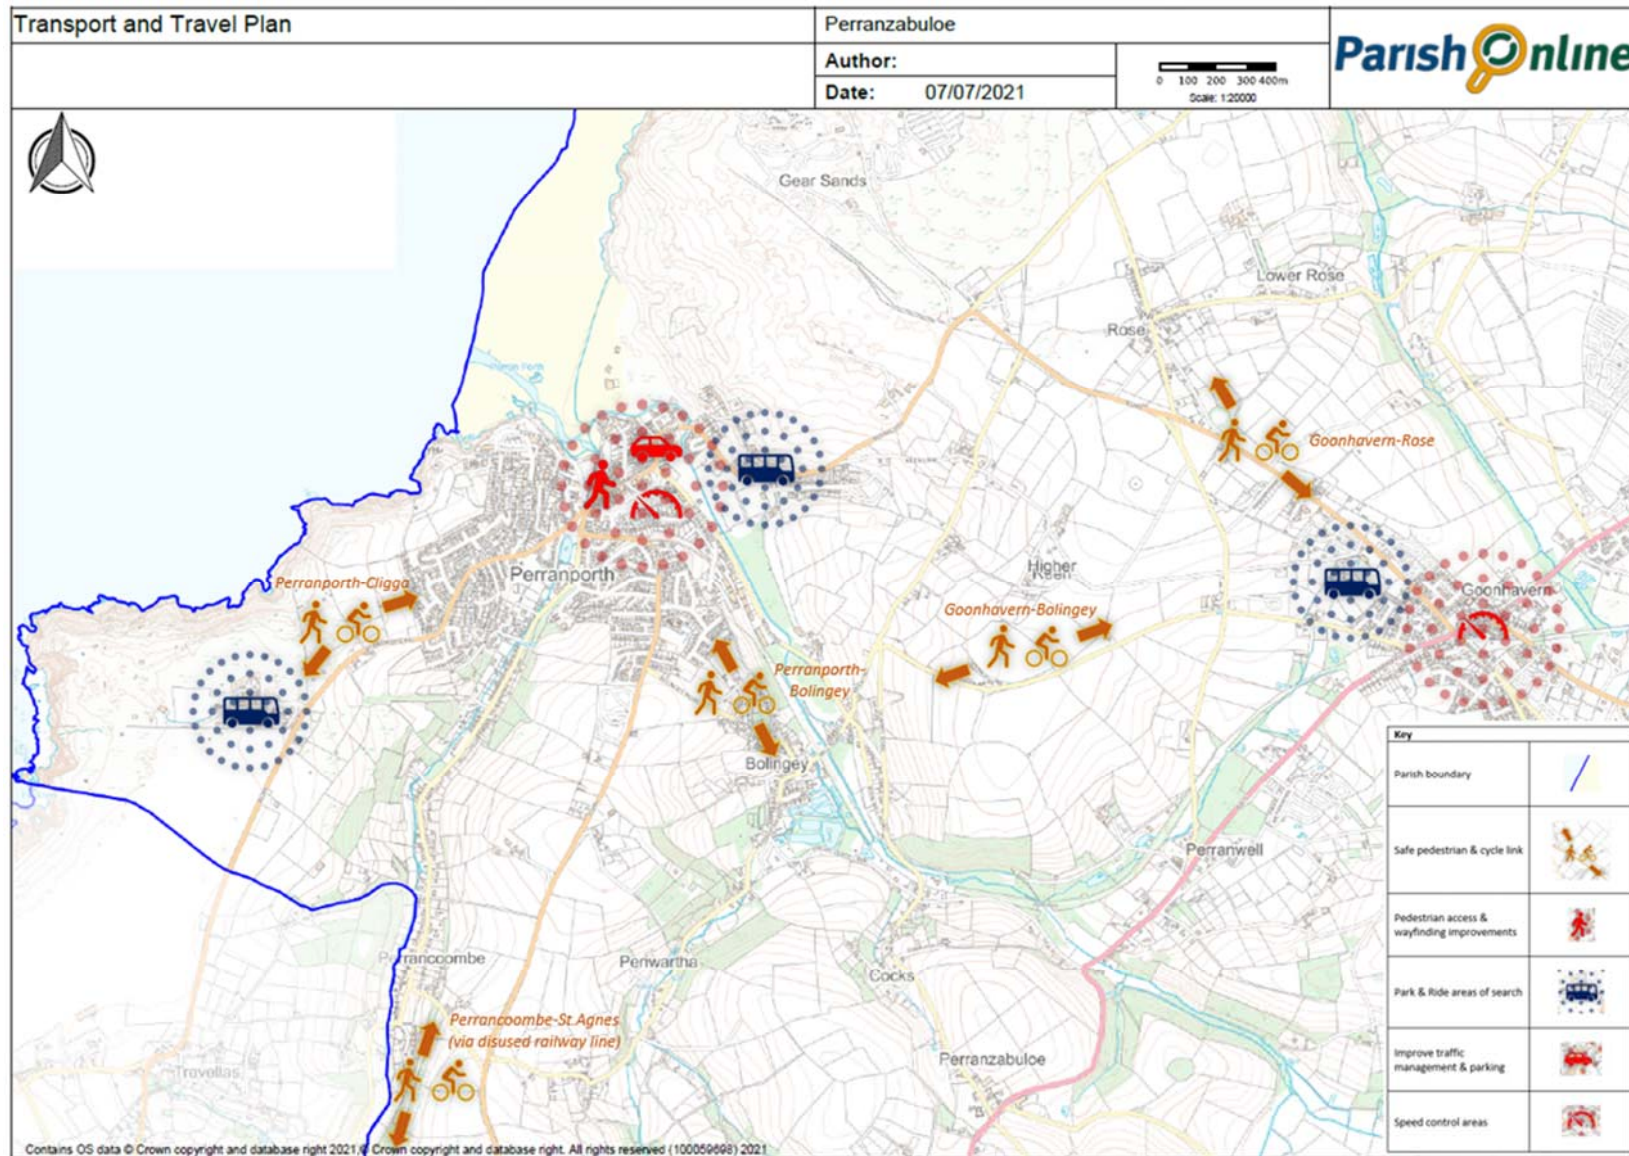 Transport and Travel Plan
Perranzabuloe
Author:
Date: 07/07/2021
0 100 200 300 400m
Scale: 1:20000
Parish Online
Gear Sands
Lower Rose
Rose
Goonhavern-Rose
Perranporth
Higher
Goonhavern
Perranporth-Cligga
Goonhavern-Bolingey
Perranporth-
Bolingey
Bolingey
Perranwell
Perrancoombe
Penwartha
Cocks
Perrancoombe-St Agnes
(via disused railway line)
Travellas
Perranzabuloe
Key
Parish boundary
Safe pedestrian & cycle link
Pedestrian access &
wayfinding improvements
Park & Ride areas of search
Improve traffic
management & parking
Speed control areas
Contains OS data © Crown copyright and database right 2021,© Crown copyright and database right. All rights reserved (100059698) 2021